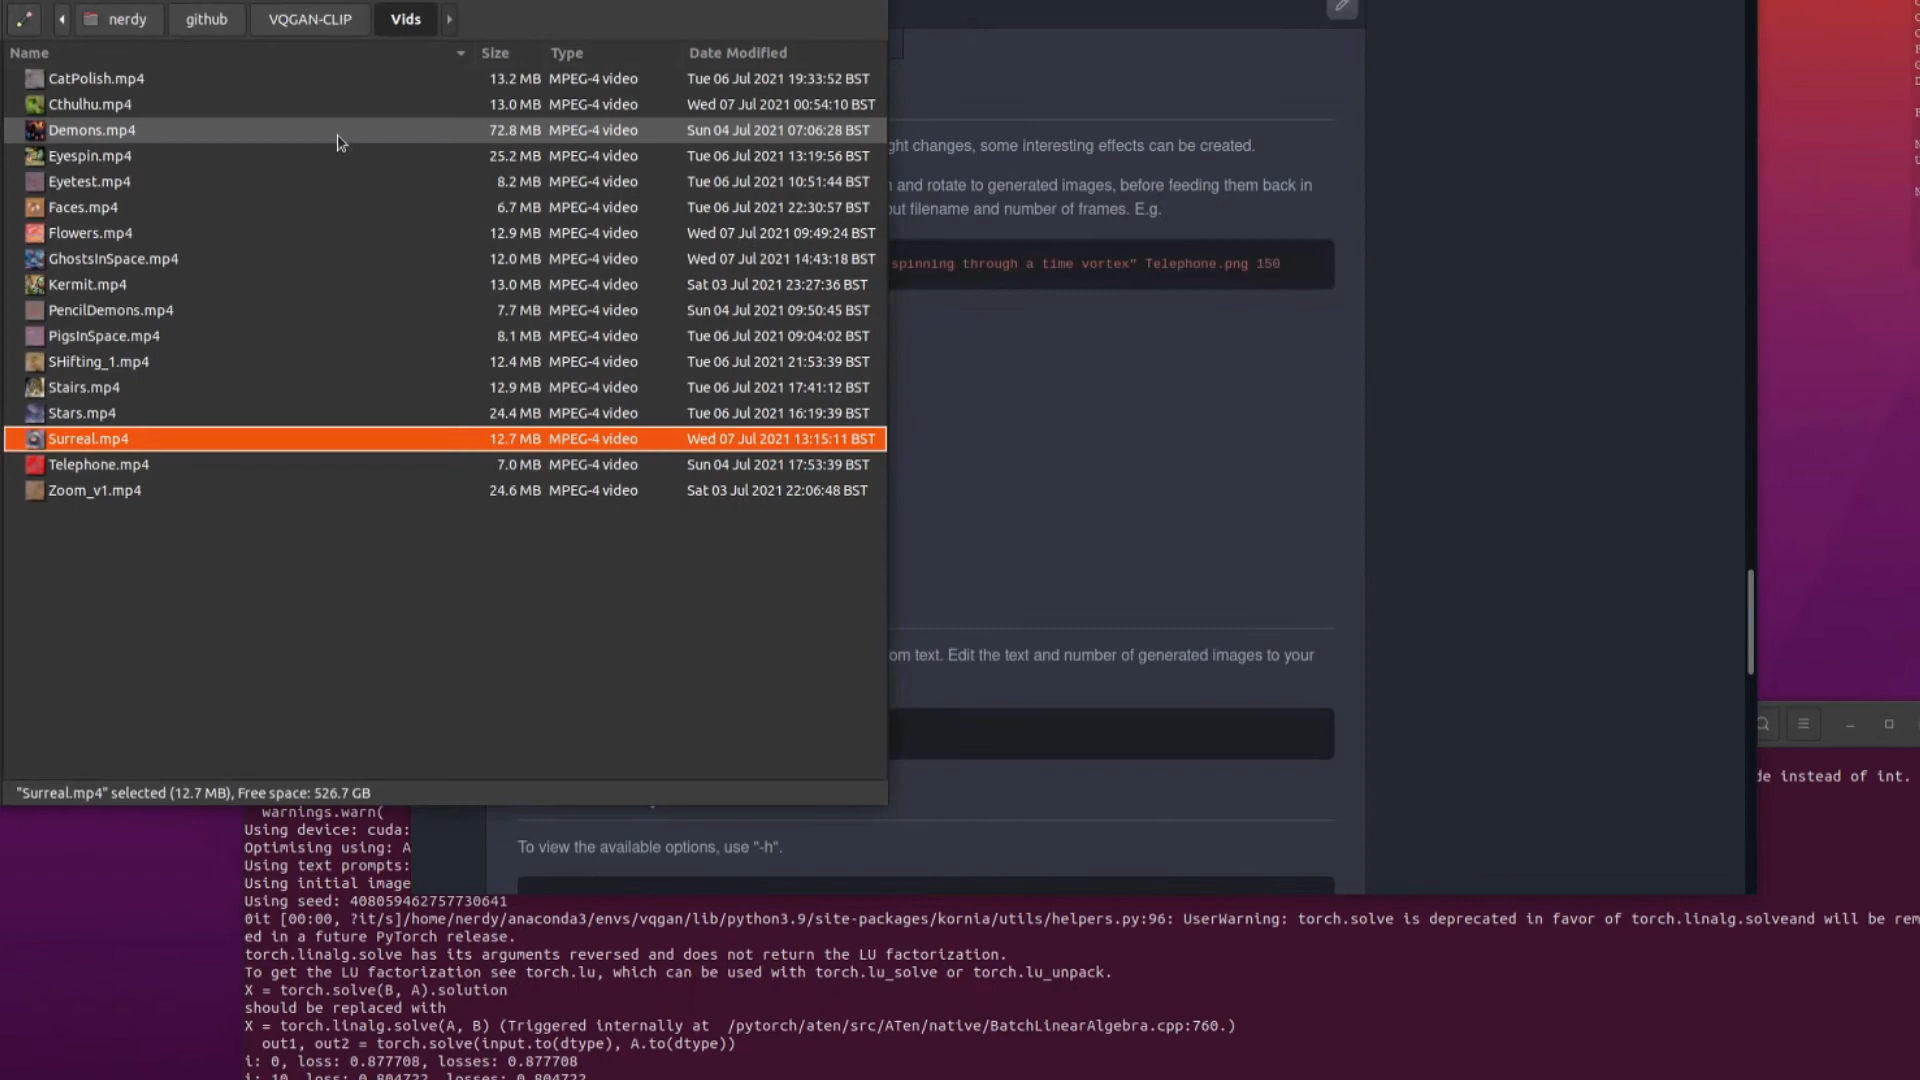 nerdy github VQGAN-CLIP Vids
Name Size Type Date Modified
CatPolish.mp4 13.2 MB MPEG-4 video Tue 06 Jul 2021 19:33:52 BST
Cthulhu.mp4 13.0 MB MPEG-4 video Wed 07 Jul 2021 00:54:10 BST
Demons.mp4 72.8 MB MPEG-4 video Sun 04 Jul 2021 07:06:28 BST
Eyespin.mp4 25.2 MB MPEG-4 video Tue 06 Jul 2021 13:19:56 BST
Eyetest.mp4 8.2 MB MPEG-4 video Tue 06 Jul 2021 10:51:44 BST
Faces.mp4 6.7 MB MPEG-4 video Tue 06 Jul 2021 22:30:57 BST
Flowers.mp4 12.9 MB MPEG-4 video Wed 07 Jul 2021 09:49:24 BST
GhostsInSpace.mp4 12.0 MB MPEG-4 video Wed 07 Jul 2021 14:43:18 BST
Kermit.mp4 13.0 MB MPEG-4 video Sat 03 Jul 2021 23:27:36 BST
PencilDemons.mp4 7.7 MB MPEG-4 video Sun 04 Jul 2021 09:50:45 BST
PigsInSpace.mp4 8.1 MB MPEG-4 video Tue 06 Jul 2021 09:04:02 BST
SHifting_1.mp4 12.4 MB MPEG-4 video Tue 06 Jul 2021 21:53:39 BST
Stairs.mp4 12.9 MB MPEG-4 video Tue 06 Jul 2021 17:41:12 BST
Stars.mp4 24.4 MB MPEG-4 video Tue 06 Jul 2021 16:19:39 BST
Surreal.mp4 12.7 MB MPEG-4 video Wed 07 Jul 2021 13:15:11 BST
Telephone.mp4 7.0 MB MPEG-4 video Sun 04 Jul 2021 17:53:39 BST
Zoom_v1.mp4 24.6 MB MPEG-4 video Sat 03 Jul 2021 22:06:48 BST
"Surreal.mp4" selected (12.7 MB), Free space: 526.7 GB
ght changes, some interesting effects can be created.
and rotate to generated images, before feeding them back in
out filename and number of frames. E.g.
spinning through a time vortex" Telephone.png 150
om text. Edit the text and number of generated images to your
To view the available options, use "-h".
de instead of int.
warnings.warn(
Using device: cuda:
Optimising using: A
Using text prompts:
Using initial image
Using seed: 408059462757730641
0it [00:00, ?it/s]/home/nerdy/anaconda3/envs/vqgan/lib/python3.9/site-packages/kornia/utils/helpers.py:96: UserWarning: torch.solve is deprecated in favor of torch.linalg.solveand will be rem
ed in a future PyTorch release.
torch.linalg.solve has its arguments reversed and does not return the LU factorization.
To get the LU factorization see torch.lu, which can be used with torch.lu_solve or torch.lu_unpack.
X = torch.solve(B, A).solution
should be replaced with
X = torch.linalg.solve(A, B) (Triggered internally at  /pytorch/aten/src/ATen/native/BatchLinearAlgebra.cpp:760.)
out1, out2 = torch.solve(input.to(dtype), A.to(dtype))
i: 0, loss: 0.877708, losses: 0.877708
i: 10, loss: 0.804722, losses: 0.804722